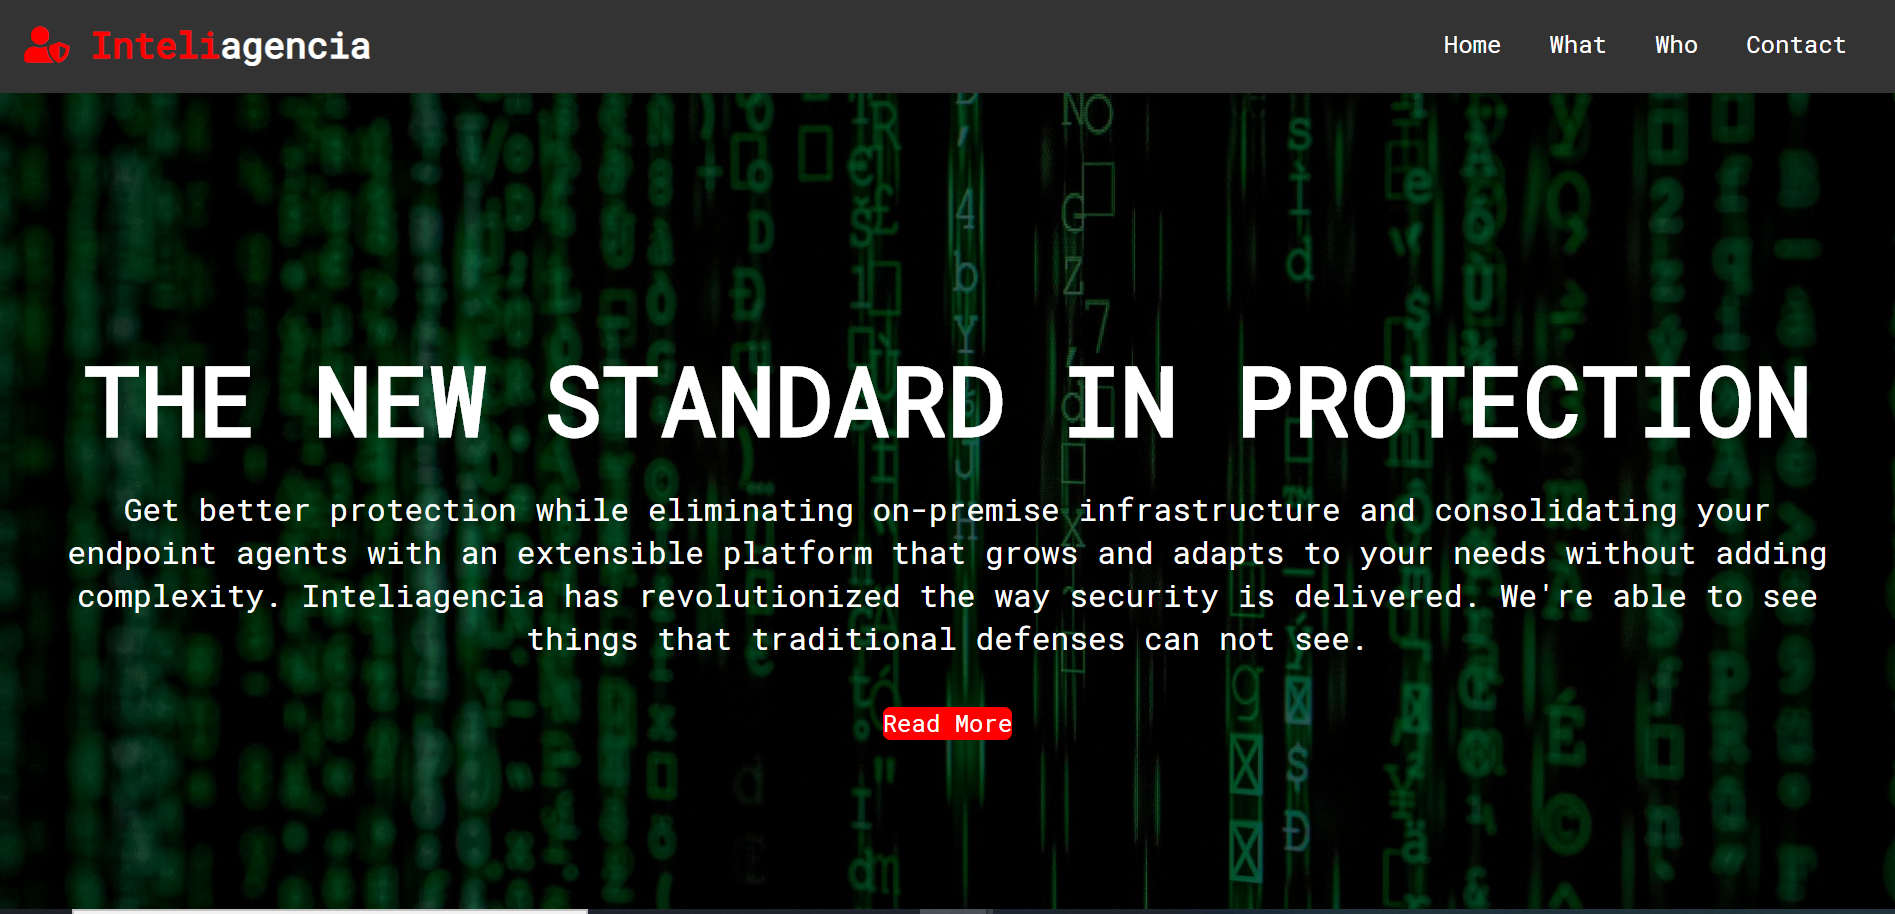 Inteliagencia
Home What Who Contact
THE NEW STANDARD IN PROTECTION
Get better protection while eliminating on-premise infrastructure and consolidating your
endpoint agents with an extensible platform that grows and adapts to your needs without adding
complexity. Inteliagencia has revolutionized the way security is delivered. We're able to see
things that traditional defenses can not see.
Read More